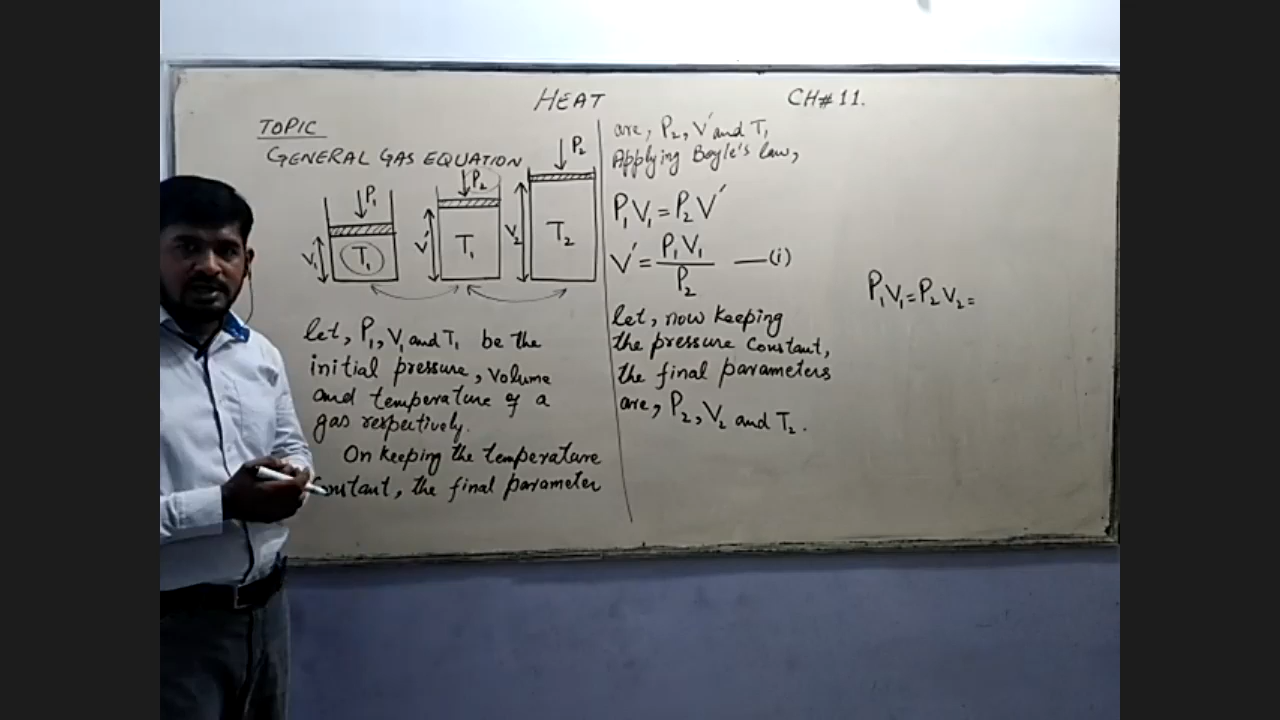 HEAT
CH# 11.
TOPIC
GENERAL GAS EQUATION
P₁
V₁
T₁
P₂
V′
T₁
P₂
V₂
T₂
let, P₁, V₁ and T₁ be the
initial pressure, volume
and temperature of a
gas respectively.
On keeping the temperature
constant, the final parameter
are, P₂, V′ and T₁
Applying Boyle's law,
P₁V₁ = P₂V′
V′ = P₁V₁ / P₂ —(i)
let, now keeping
the pressure constant,
the final parameters
are, P₂, V₂ and T₂.
P₁V₁ = P₂V₂ =